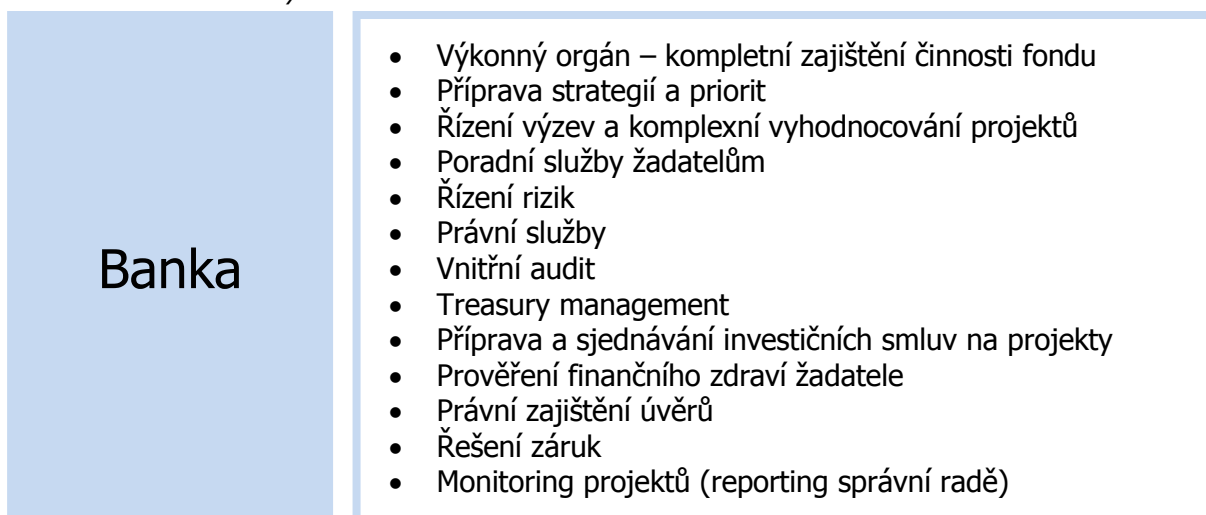 Banka
• Výkonný orgán – kompletní zajištění činnosti fondu
• Příprava strategií a priorit
• Řízení výzev a komplexní vyhodnocování projektů
• Poradní služby žadatelům
• Řízení rizik
• Právní služby
• Vnitřní audit
• Treasury management
• Příprava a sjednávání investičních smluv na projekty
• Prověření finančního zdraví žadatele
• Právní zajištění úvěrů
• Řešení záruk
• Monitoring projektů (reporting správní radě)